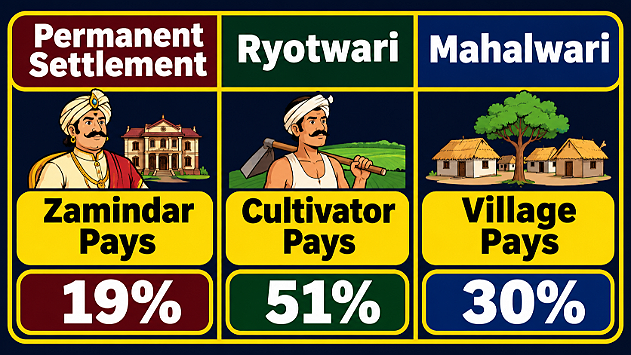 Permanent
Settlement
Ryotwari
Mahalwari
Zamindar
Pays
Cultivator
Pays
Village
Pays
19%
51%
30%